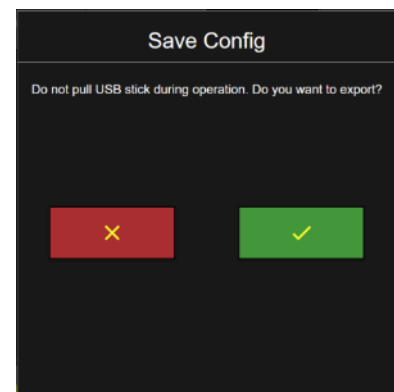 Save Config
Do not pull USB stick during operation. Do you want to export?